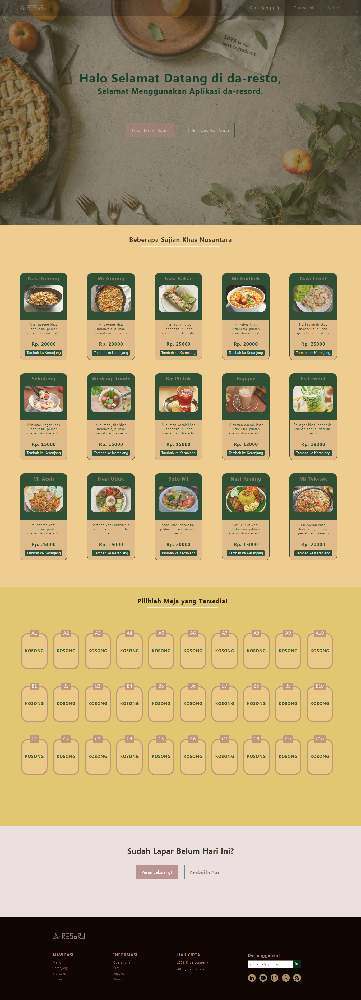 da-RESoRd
Profil
Keranjang (1)
Transaksi
Keluar
LOVE is the
best ingredient
Halo Selamat Datang di da-resto,
Selamat Menggunakan Aplikasi da-resord.
Lihat Menu Kami
Cek Transaksi Anda
Beberapa Sajian Khas Nusantara
Nasi Goreng
Nasi goreng khas
Indonesia, pilihan
spesial dari da-resto.
Rp. 20000
Tambah ke Keranjang
Mi Goreng
Mi goreng khas
Indonesia, pilihan
spesial dari da-resto.
Rp. 20000
Tambah ke Keranjang
Nasi Bakar
Nasi bakar khas
Indonesia, pilihan
spesial dari da-resto.
Rp. 25000
Tambah ke Keranjang
Mi Godhok
Mi rebus khas
Indonesia, pilihan
spesial dari da-resto.
Rp. 20000
Tambah ke Keranjang
Nasi Liwet
Nasi rempah khas
Indonesia, pilihan
spesial dari da-resto.
Rp. 25000
Tambah ke Keranjang
Sekoteng
Minuman segar khas
Indonesia, pilihan
spesial dari da-resto.
Rp. 15000
Tambah ke Keranjang
Wedang Ronde
Minuman jahe khas
Indonesia, pilihan
spesial dari da-resto.
Rp. 15000
Tambah ke Keranjang
Bir Pletok
Minuman kocok khas
Indonesia, pilihan
spesial dari da-resto.
Rp. 15000
Tambah ke Keranjang
Bajigur
Minuman daerah khas
Indonesia, pilihan
spesial dari da-resto.
Rp. 12000
Tambah ke Keranjang
Es Cendol
Es segar khas Indonesia,
pilihan spesial dari da-
resto.
Rp. 18000
Tambah ke Keranjang
Mi Aceh
Mi daerah khas
Indonesia, pilihan
spesial dari da-resto.
Rp. 25000
Tambah ke Keranjang
Nasi Uduk
Sarapan khas Indonesia,
pilihan spesial dari da-
resto.
Rp. 15000
Tambah ke Keranjang
Soto Mi
Soto khas Indonesia,
pilihan spesial dari da-
resto.
Rp. 20000
Tambah ke Keranjang
Nasi Kuning
Nasi kunyit khas
Indonesia, pilihan
spesial dari da-resto.
Rp. 15000
Tambah ke Keranjang
Mi Tek-tek
Mi daerah khas
Indonesia, pilihan
spesial dari da-resto.
Rp. 20000
Tambah ke Keranjang
Pilihlah Meja yang Tersedia!
A1
KOSONG
A2
KOSONG
A3
KOSONG
A4
KOSONG
A5
KOSONG
A6
KOSONG
A7
KOSONG
A8
KOSONG
A9
KOSONG
A10
KOSONG
B1
KOSONG
B2
KOSONG
B3
KOSONG
B4
KOSONG
B5
KOSONG
B6
KOSONG
B7
KOSONG
B8
KOSONG
B9
KOSONG
B10
KOSONG
C1
KOSONG
C2
KOSONG
C3
KOSONG
C4
KOSONG
C5
KOSONG
C6
KOSONG
C7
KOSONG
C8
KOSONG
C9
KOSONG
C10
KOSONG
Sudah Lapar Belum Hari Ini?
Pesan Sekarang!
Kembali ke Atas
da-RESoRd
NAVIGASI
Menu
Keranjang
Transaksi
Keluar
INFORMASI
Operasional
Profil
Pegawai
Karier
HAK CIPTA
2021 © da-company
All rights reserved.
Berlangganan!
youremail@domain
>